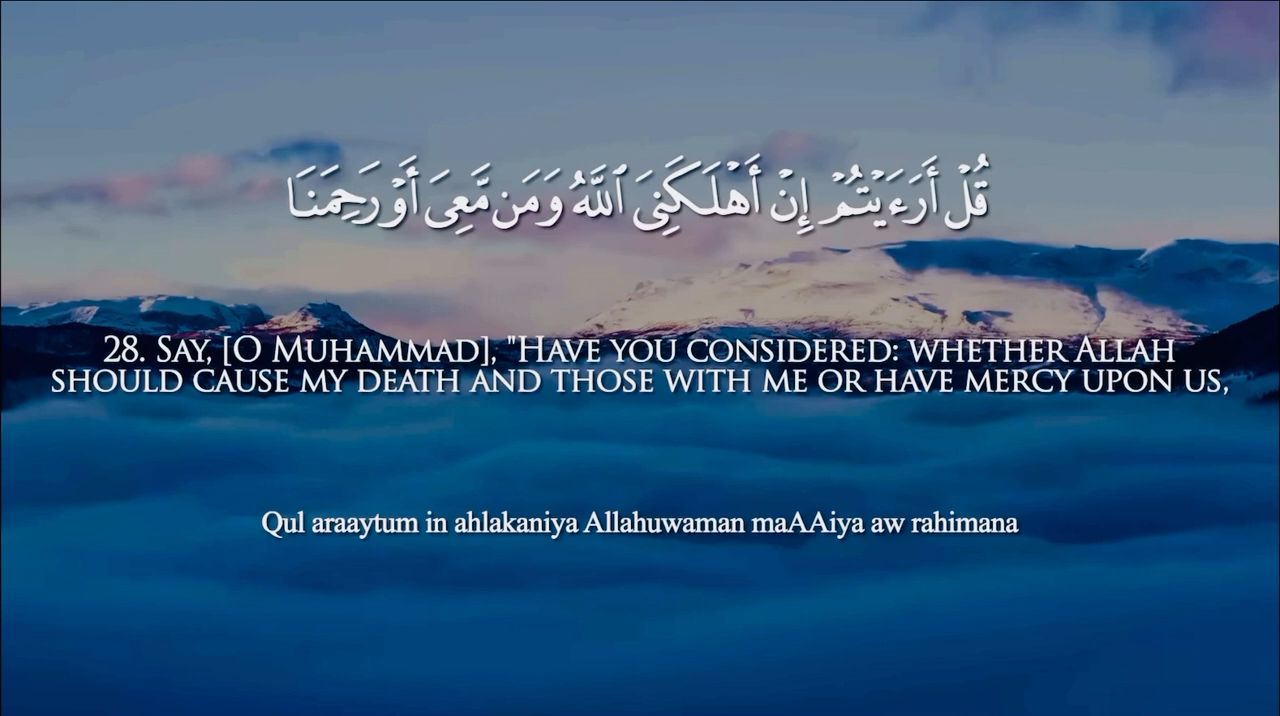 قُلْ أَرَءَيْتُمْ إِنْ أَهْلَكَنِىَ ٱللَّهُ وَمَن مَّعِىَ أَوْ رَحِمَنَا
28. Say, [O Muhammad], "Have you considered: whether Allah
should cause my death and those with me or have mercy upon us,
Qul araaytum in ahlakaniya Allahuwaman maAAiya aw rahimana